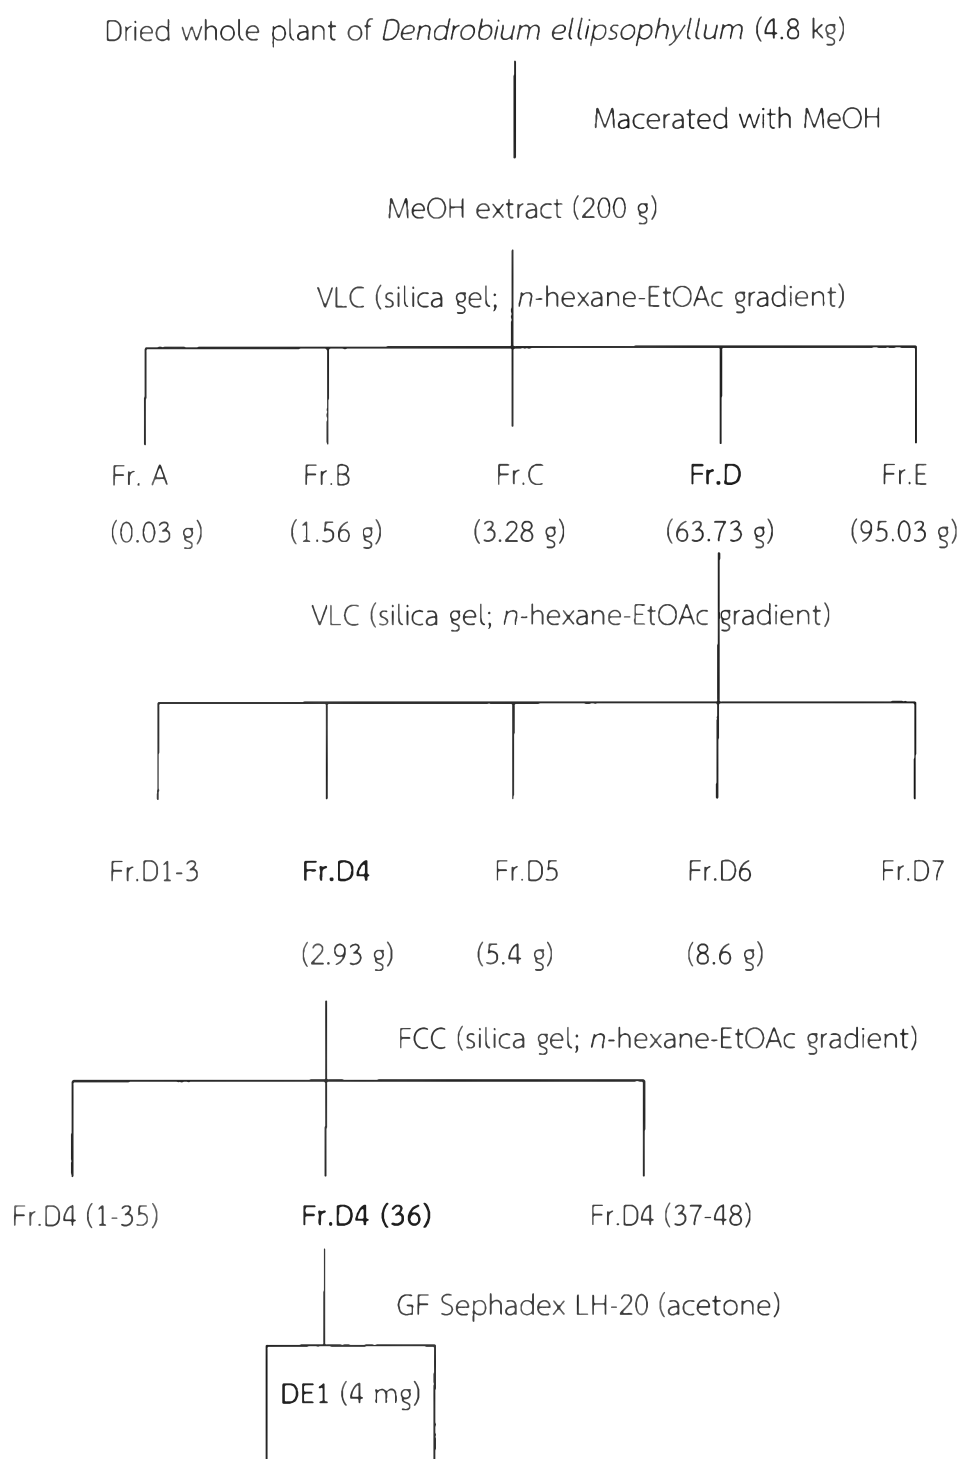 Dried whole plant of Dendrobium ellipsophyllum (4.8 kg)
Macerated with MeOH
MeOH extract (200 g)
VLC (silica gel; n-hexane-EtOAc gradient)
Fr. A Fr.B Fr.C Fr.D Fr.E
(0.03 g) (1.56 g) (3.28 g) (63.73 g) (95.03 g)
VLC (silica gel; n-hexane-EtOAc gradient)
Fr.D1-3 Fr.D4 Fr.D5 Fr.D6 Fr.D7
(2.93 g) (5.4 g) (8.6 g)
FCC (silica gel; n-hexane-EtOAc gradient)
Fr.D4 (1-35) Fr.D4 (36) Fr.D4 (37-48)
GF Sephadex LH-20 (acetone)
DE1 (4 mg)